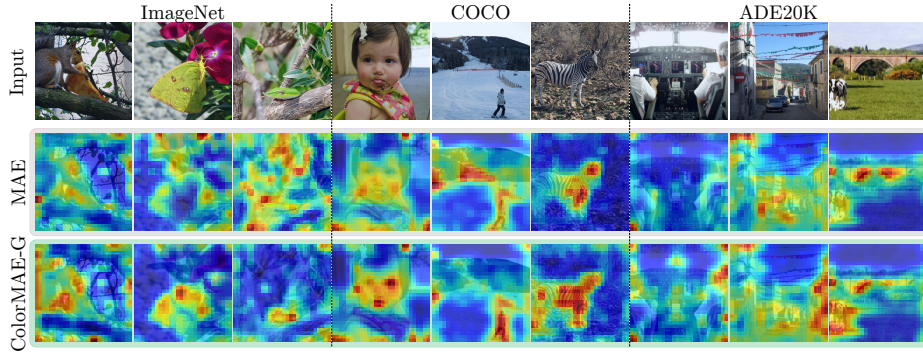 ImageNet
COCO
ADE20K
Input
MAE
ColorMAE-G